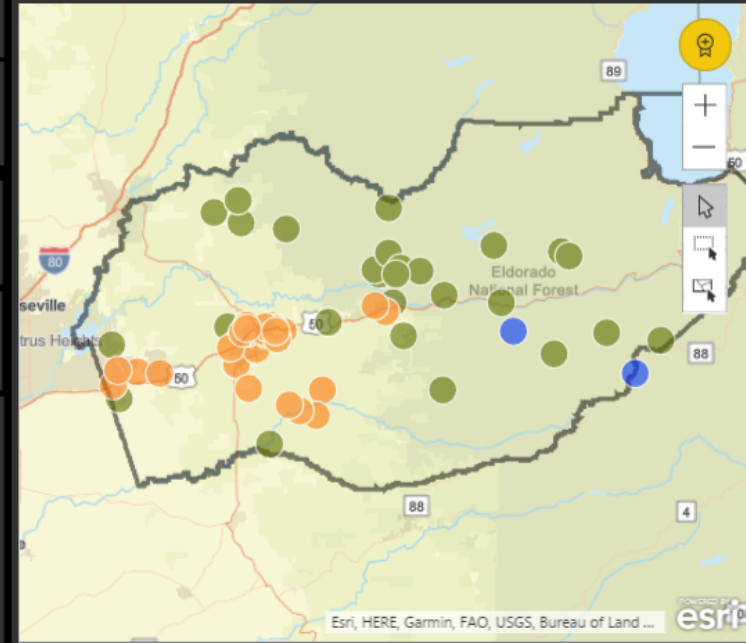 89
50
80
Eldorado
National Forest
seville
trus Heights
50
50
88
88
4
Esri, HERE, Garmin, FAO, USGS, Bureau of Land ...
POWERED BY
esri